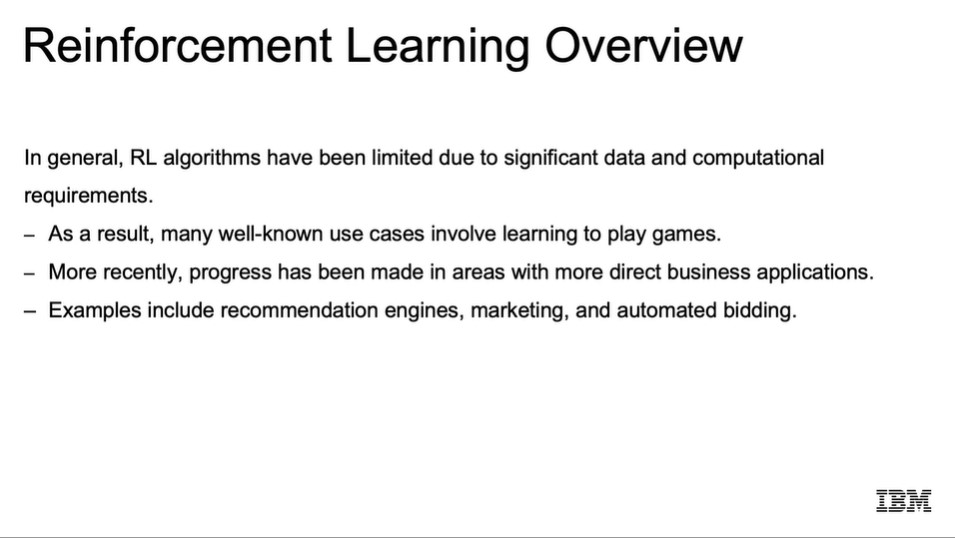 Reinforcement Learning Overview
In general, RL algorithms have been limited due to significant data and computational
requirements.
– As a result, many well-known use cases involve learning to play games.
– More recently, progress has been made in areas with more direct business applications.
– Examples include recommendation engines, marketing, and automated bidding.
IBM